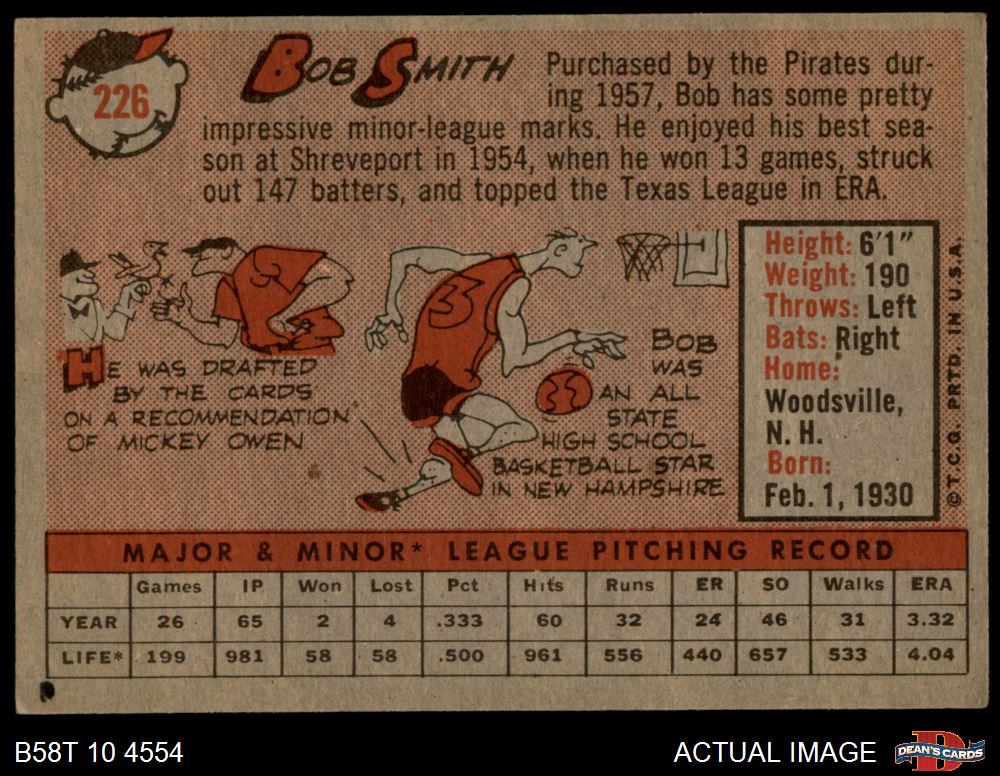 226
BOB SMITH
Purchased by the Pirates dur-
ing 1957, Bob has some pretty
impressive minor-league marks. He enjoyed his best sea-
son at Shreveport in 1954, when he won 13 games, struck
out 147 batters, and topped the Texas League in ERA.
HE WAS DRAFTED
BY THE CARDS
ON A RECOMMENDATION
OF MICKEY OWEN
33
BOB
WAS
AN ALL
STATE
HIGH SCHOOL
BASKETBALL STAR
IN NEW HAMPSHIRE
Height: 6'1"
Weight: 190
Throws: Left
Bats: Right
Home:
Woodsville,
N. H.
Born:
Feb. 1, 1930
© T.C.G. PRTD. IN U.S.A.
MAJOR & MINOR* LEAGUE PITCHING RECORD
Games IP Won Lost Pct Hits Runs ER SO Walks ERA
YEAR 26 65 2 4 .333 60 32 24 46 31 3.32
LIFE* 199 981 58 58 .500 961 556 440 657 533 4.04
B58T 10 4554
ACTUAL IMAGE
DEAN'S CARDS